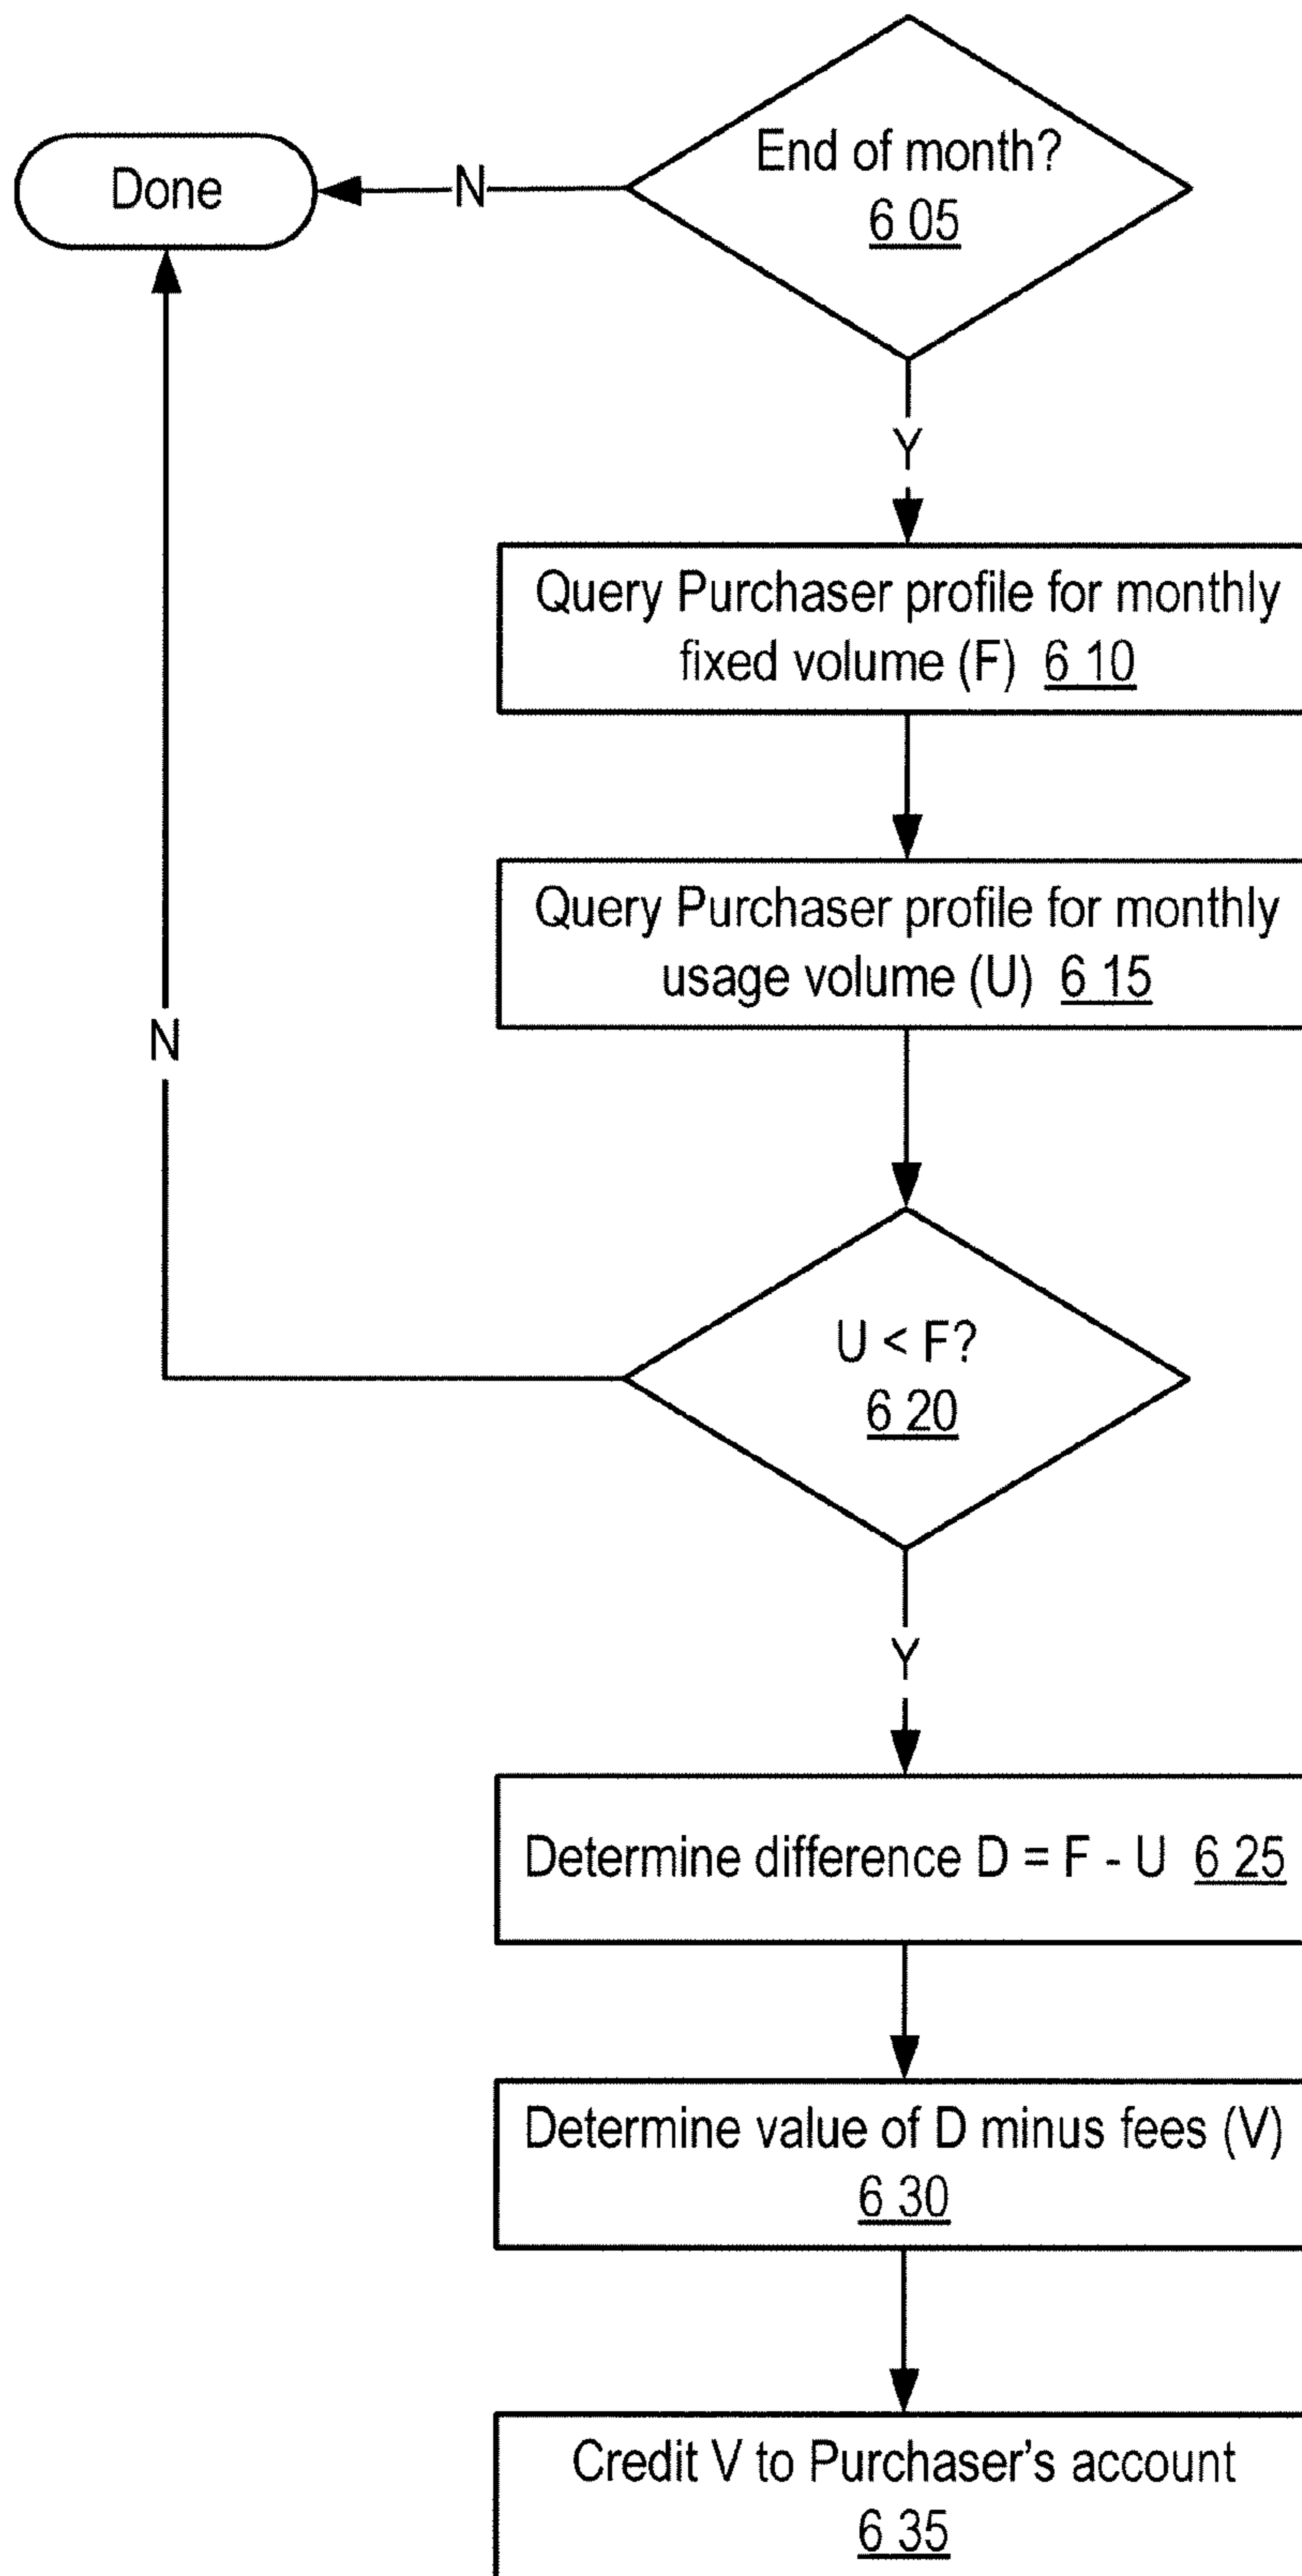 End of month?
6 05
Done
N
Y
Query Purchaser profile for monthly
fixed volume (F) 6 10
Query Purchaser profile for monthly
usage volume (U) 6 15
N
U < F?
6 20
Y
Determine difference D = F - U 6 25
Determine value of D minus fees (V)
6 30
Credit V to Purchaser's account
6 35